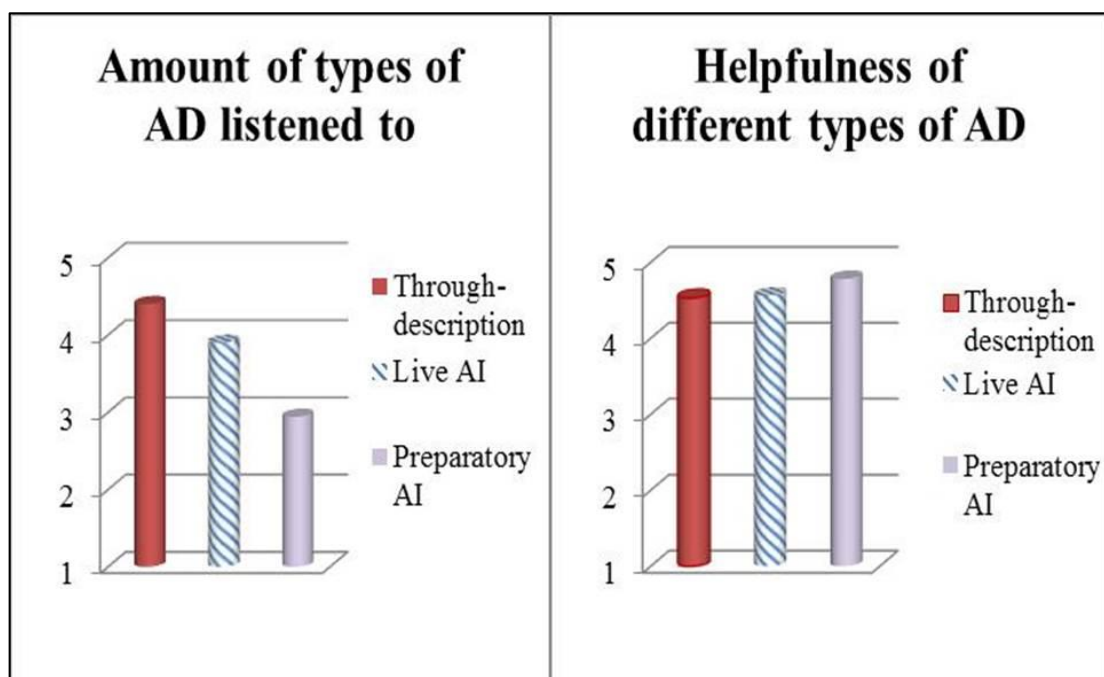 Amount of types of
AD listened to
5
4
3
2
1
Through-
description
Live AI
Preparatory
AI
Helpfulness of
different types of AD
5
4
3
2
1
Through-
description
Live AI
Preparatory
AI